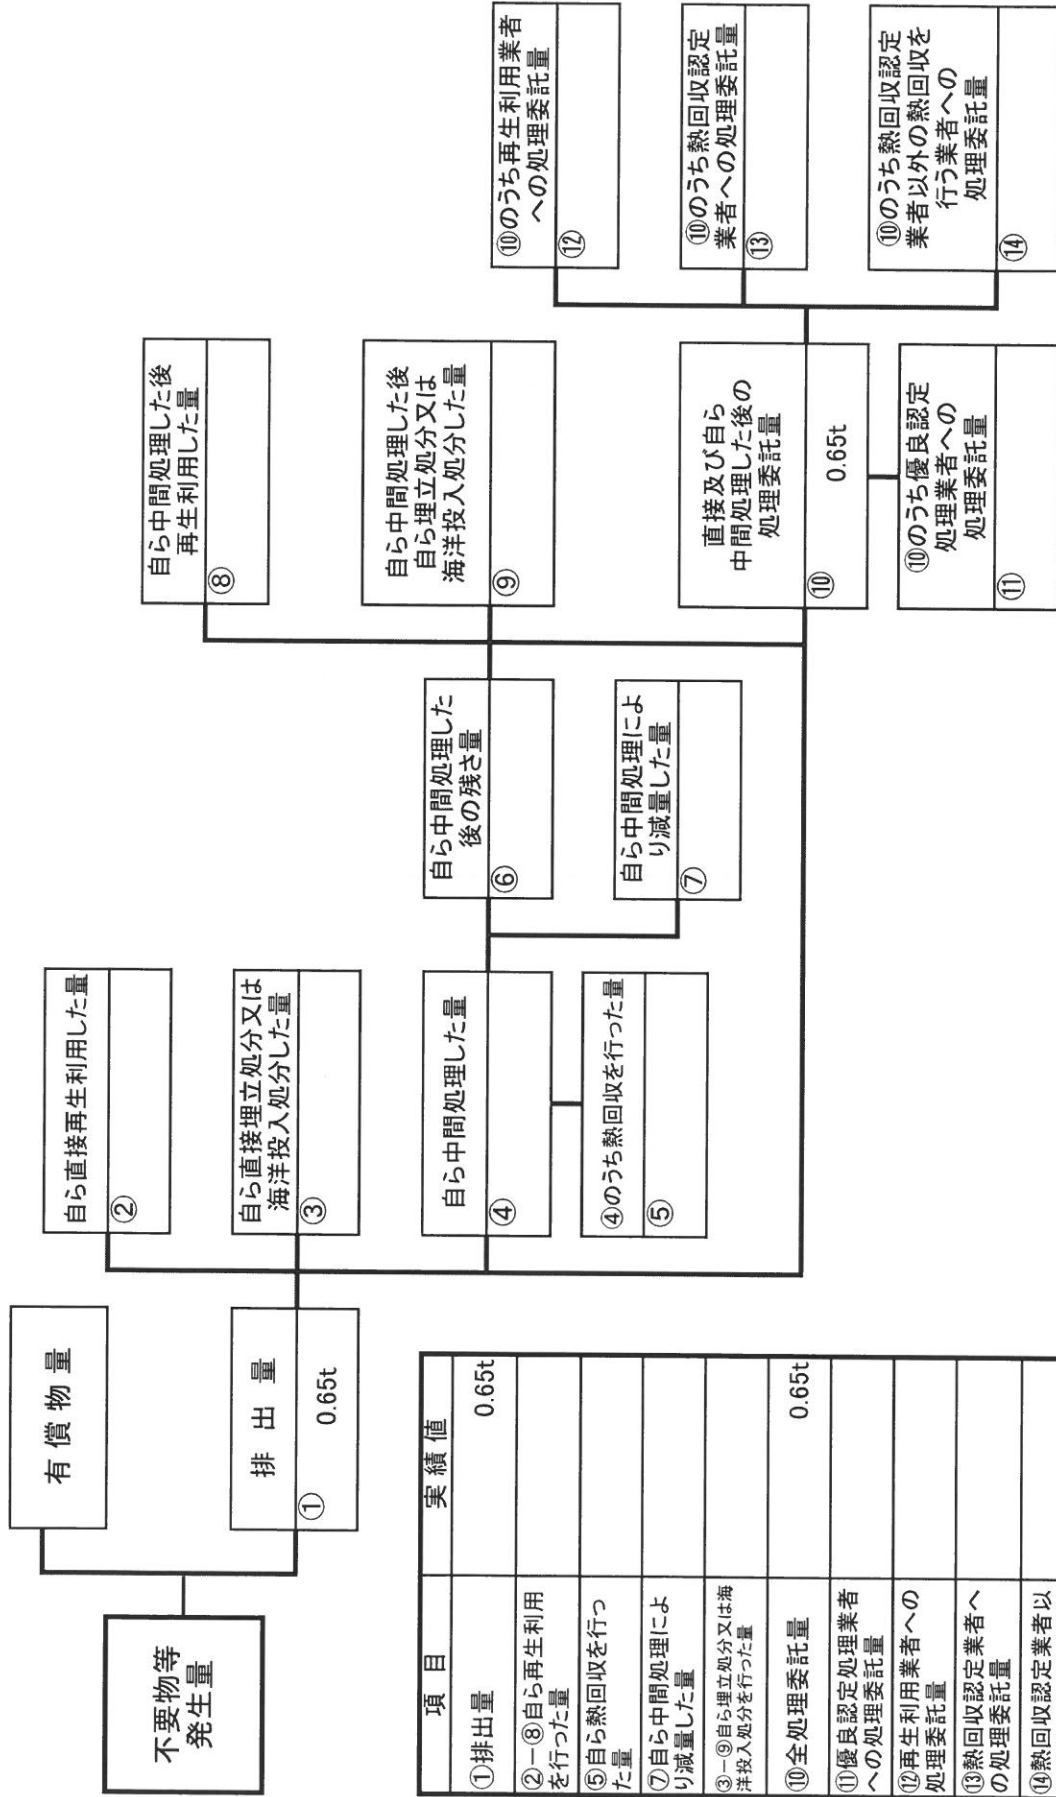 不要物等
発生量
有償物量
排出量
①
0.65t
自ら直接再生利用した量
②
自ら直接埋立処分又は
海洋投入処分した量
③
自ら中間処理した量
④
④のうち熱回収を行った量
⑤
自ら中間処理した
後の残さ量
⑥
自ら中間処理によ
り減量した量
⑦
自ら中間処理した後
再生利用した量
⑧
自ら中間処理した後
自ら埋立処分又は
海洋投入処分した量
⑨
直接及び自ら
中間処理した後の
処理委託量
⑩
0.65t
⑩のうち優良認定
処理業者への
処理委託量
⑪
⑩のうち再生利用業者
への処理委託量
⑫
⑩のうち熱回収認定
業者への処理委託量
⑬
⑩のうち熱回収認定
業者以外の熱回収を
行う業者への
処理委託量
⑭
項目 実績値
①排出量 0.65t
②－⑧自ら再生利用
を行った量
⑤自ら熱回収を行っ
た量
⑦自ら中間処理によ
り減量した量
③－⑨自ら埋立処分又は海
洋投入処分を行った量
⑩全処理委託量 0.65t
⑪優良認定処理業者
への処理委託量
⑫再生利用業者への
処理委託量
⑬熱回収認定業者へ
の処理委託量
⑭熱回収認定業者以